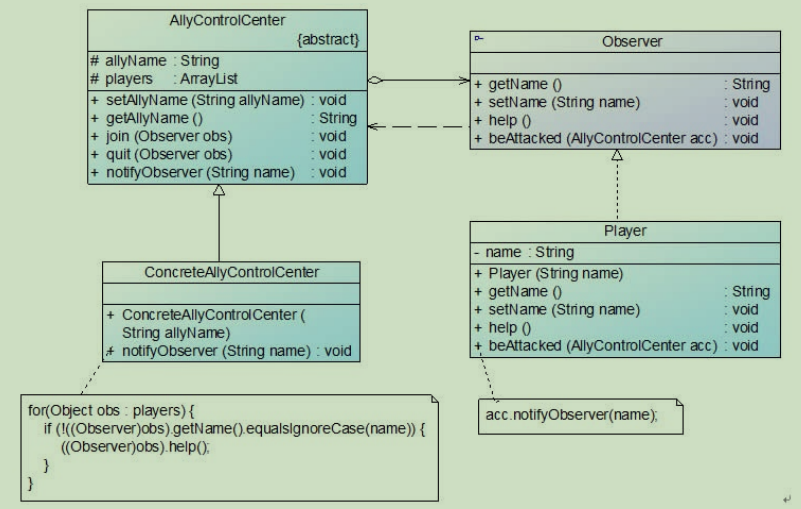 AllyControlCenter
{abstract}
# allyName : String
# players : ArrayList
+ setAllyName (String allyName) : void
+ getAllyName () : String
+ join (Observer obs) : void
+ quit (Observer obs) : void
+ notifyObserver (String name) : void
Observer
+ getName () : String
+ setName (String name) : void
+ help () : void
+ beAttacked (AllyControlCenter acc) : void
ConcreteAllyControlCenter
+ ConcreteAllyControlCenter (
String allyName)
+ notifyObserver (String name) : void
Player
- name : String
+ Player (String name)
+ getName () : String
+ setName (String name) : void
+ help () : void
+ beAttacked (AllyControlCenter acc) : void
for(Object obs : players) {
if (!((Observer)obs).getName().equalsIgnoreCase(name)) {
((Observer)obs).help();
}
}
acc.notifyObserver(name);